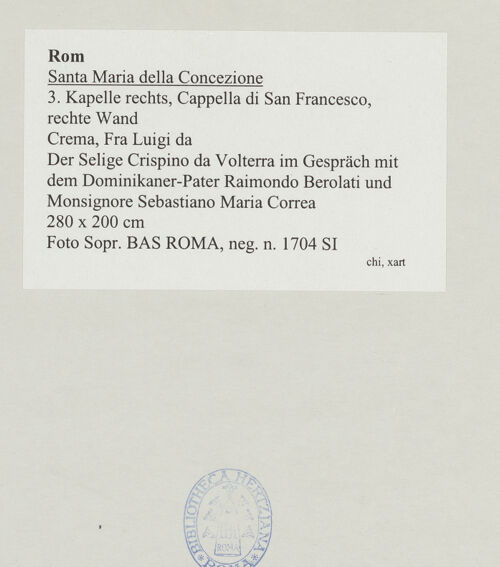 Rom
Santa Maria della Concezione
3. Kapelle rechts, Cappella di San Francesco,
rechte Wand
Crema, Fra Luigi da
Der Selige Crispino da Volterra im Gespräch mit
dem Dominikaner-Pater Raimondo Berolati und
Monsignore Sebastiano Maria Correa
280 x 200 cm
Foto Sopr. BAS ROMA, neg. n. 1704 SI
chi, xart
BIBLIOTHECA HERTZIANA
ROMA
ROMA